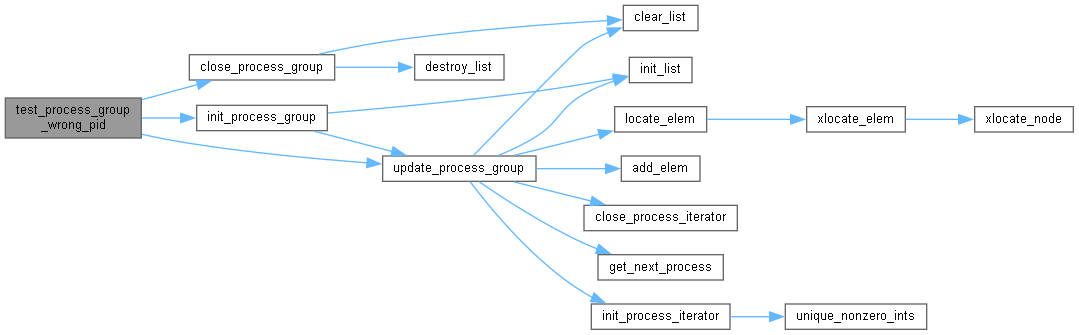 clear_list
close_process_group
destroy_list
init_list
test_process_group
_wrong_pid
init_process_group
locate_elem
xlocate_elem
xlocate_node
update_process_group
add_elem
close_process_iterator
get_next_process
init_process_iterator
unique_nonzero_ints